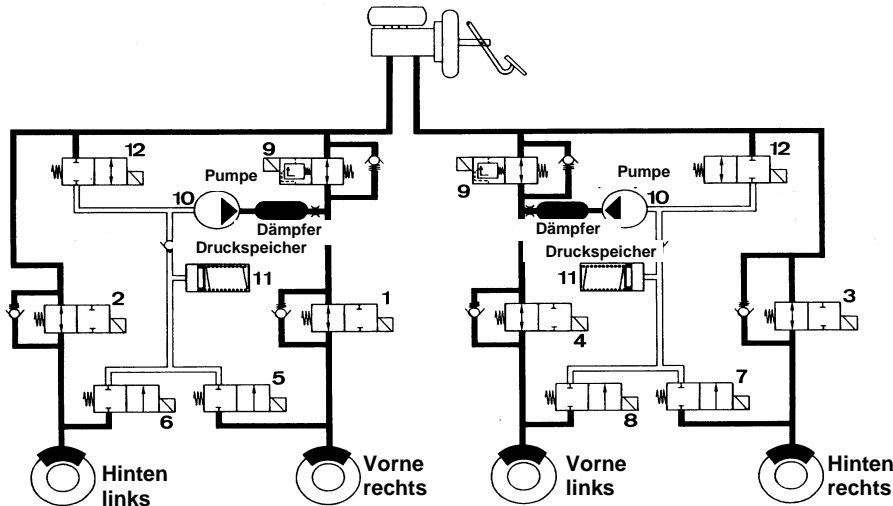 12
9
Pumpe
10
Dämpfer
Druckspeicher
11
2
1
5
6
Hinten
links
Vorne
rechts
9
Pumpe
12
10
Dämpfer
Druckspeicher
11
4
3
7
8
Vorne
links
Hinten
rechts